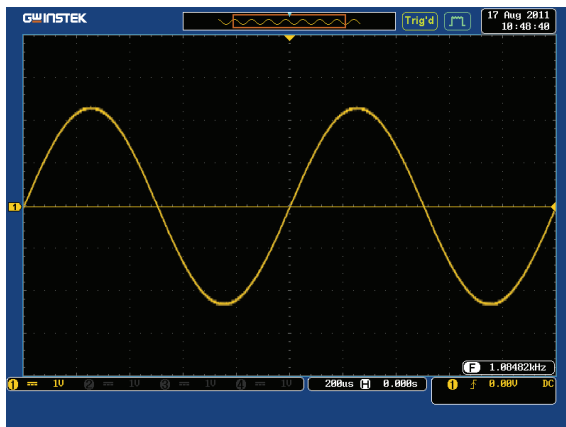 GWINSTEK
Trig'd
17 Aug 2011
10:48:40
1
F 1.08482kHz
1 == 1V 2 == 1V 3 == 1V 4 == 1V
200us H 0.000s
1 0.00V DC